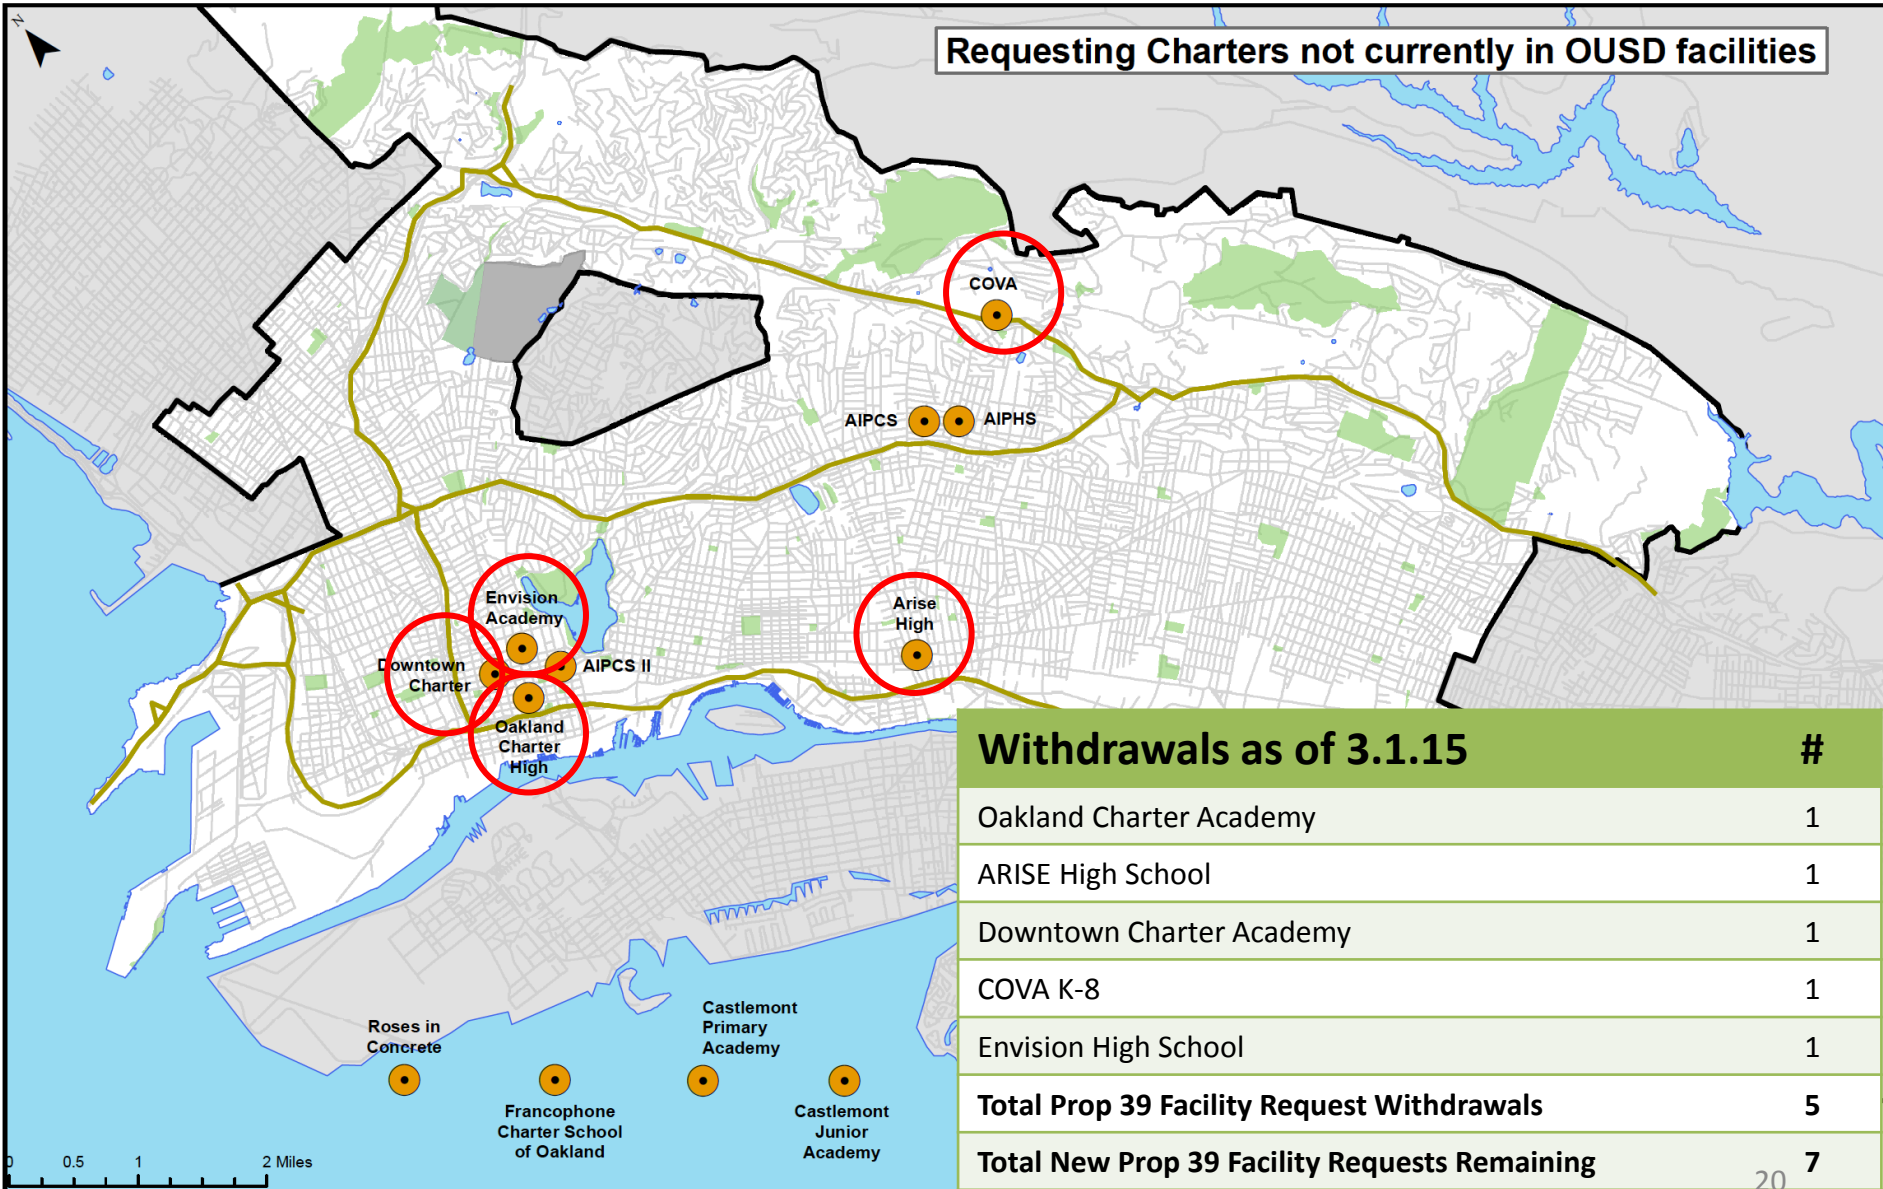 N
Requesting Charters not currently in OUSD facilities
COVA
AIPCS
AIPHS
Envision
Academy
Arise
High
Downtown
Charter
AIPCS II
Oakland
Charter
High
Withdrawals as of 3.1.15 #
Oakland Charter Academy 1
ARISE High School 1
Downtown Charter Academy 1
COVA K-8 1
Envision High School 1
Total Prop 39 Facility Request Withdrawals 5
Total New Prop 39 Facility Requests Remaining 7
Roses in
Concrete
Francophone
Charter School
of Oakland
Castlemont
Primary
Academy
Castlemont
Junior
Academy
0 0.5 1 2 Miles
20